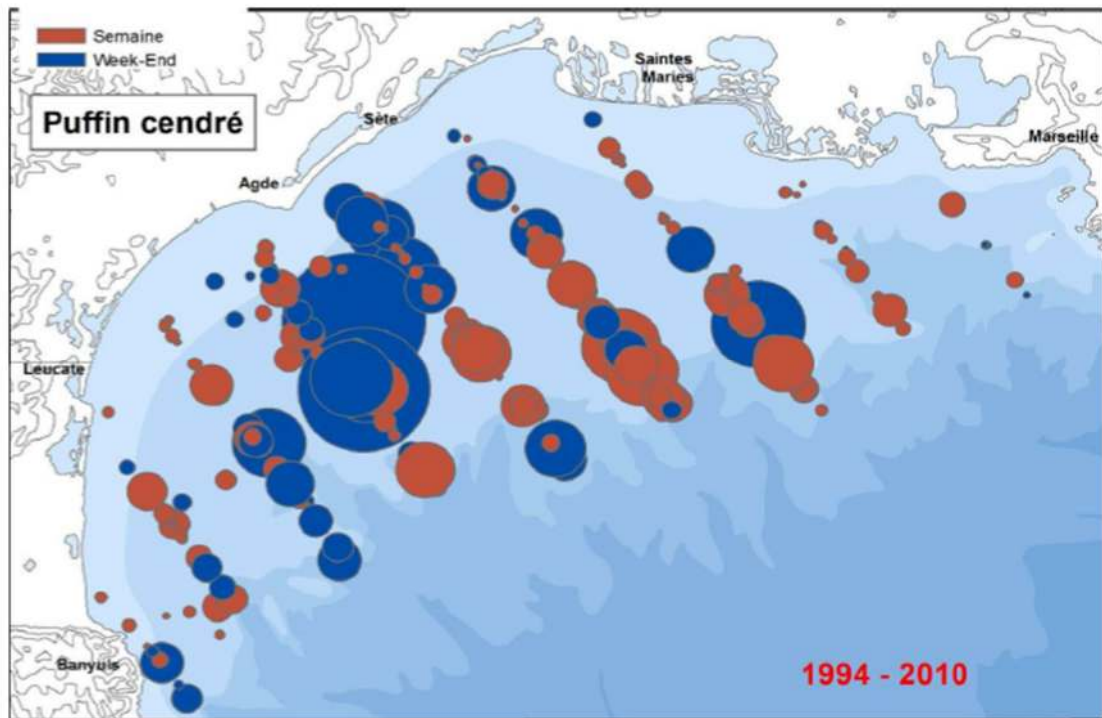 Semaine
Week-End
Puffin cendré
Saintes
Maries
Sète
Marseille
Agde
Leucate
Banyuls
1994 - 2010